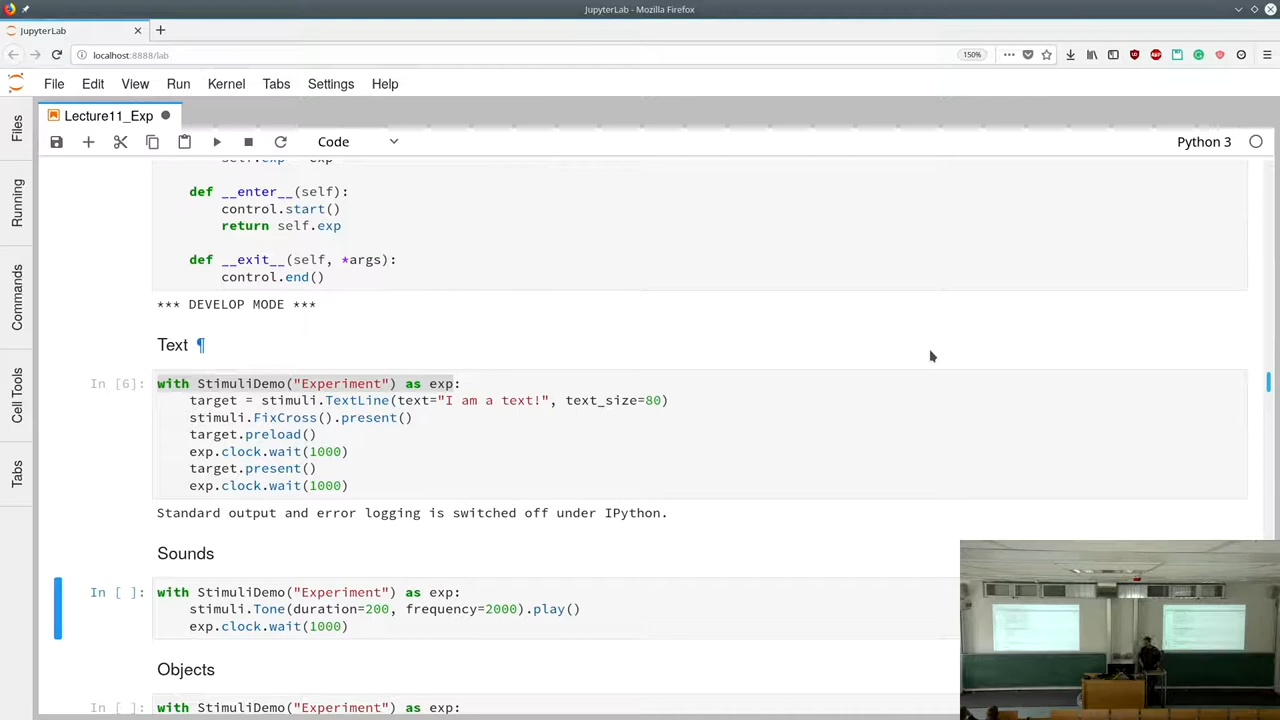 JupyterLab - Mozilla Firefox
JupyterLab
localhost:8888/lab
150%
File Edit View Run Kernel Tabs Settings Help
Lecture11_Exp
Code
Python 3
Files
Running
Commands
Cell Tools
Tabs
self.exp = exp
def __enter__(self):
control.start()
return self.exp
def __exit__(self, *args):
control.end()
*** DEVELOP MODE ***
Text ¶
In [6]:
with StimuliDemo("Experiment") as exp:
target = stimuli.TextLine(text="I am a text!", text_size=80)
stimuli.FixCross().present()
target.preload()
exp.clock.wait(1000)
target.present()
exp.clock.wait(1000)
Standard output and error logging is switched off under IPython.
Sounds
In [ ]:
with StimuliDemo("Experiment") as exp:
stimuli.Tone(duration=200, frequency=2000).play()
exp.clock.wait(1000)
Objects
In [ ]:
with StimuliDemo("Experiment") as exp: